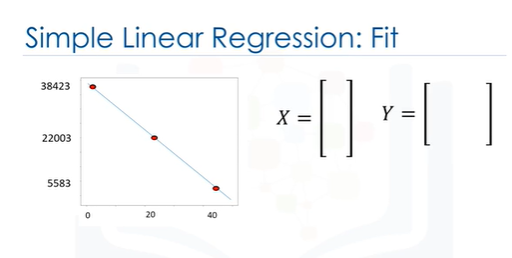 Simple Linear Regression: Fit
38423
22003
5583
0 20 40
X = [ ] Y = [ ]